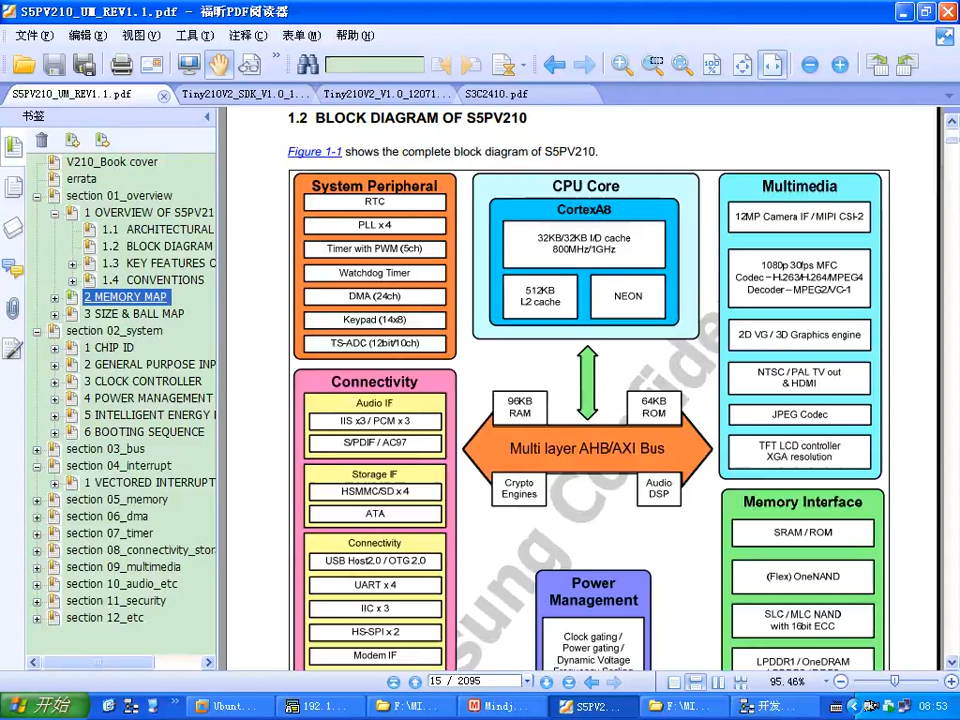 S5PV210_UM_REV1.1.pdf - 福昕PDF阅读器
文件(F) 编辑(E) 视图(V) 工具(T) 注释(C) 表单(M) 帮助(H)
S5PV210_UM_REV1.1.pdf Tiny210V2_SDK_V1.0_1... Tiny210V2_V1.0_12071... S3C2410.pdf
书签
V210_Book cover
errata
section 01_overview
1 OVERVIEW OF S5PV21
1.1 ARCHITECTURAL
1.2 BLOCK DIAGRAM
1.3 KEY FEATURES O
1.4 CONVENTIONS
2 MEMORY MAP
3 SIZE & BALL MAP
section 02_system
1 CHIP ID
2 GENERAL PURPOSE INP
3 CLOCK CONTROLLER
4 POWER MANAGEMENT
5 INTELLIGENT ENERGY
6 BOOTING SEQUENCE
section 03_bus
section 04_interrupt
1 VECTORED INTERRUPT
section 05_memory
section 06_dma
section 07_timer
section 08_connectivity_stor
section 09_multimedia
section 10_audio_etc
section 11_security
section 12_etc
1.2 BLOCK DIAGRAM OF S5PV210
Figure 1-1 shows the complete block diagram of S5PV210.
System Peripheral
RTC
PLL x 4
Timer with PWM (5ch)
Watchdog Timer
DMA (24ch)
Keypad (14x8)
TS-ADC (12bit/10ch)
Connectivity
Audio IF
IIS x3 / PCM x 3
S/PDIF / AC97
Storage IF
HSMMC/SD x 4
ATA
Connectivity
USB Host2.0 / OTG 2.0
UART x 4
IIC x 3
HS-SPI x 2
Modem IF
CPU Core
CortexA8
32KB/32KB I/D cache
800MHz/1GHz
512KB
L2 cache
NEON
96KB
RAM
64KB
ROM
Multi layer AHB/AXI Bus
Crypto
Engines
Audio
DSP
Power
Management
Clock gating /
Power gating /
Dynamic Voltage
Multimedia
12MP Camera IF / MIPI CSI-2
1080p 30fps MFC
Codec - H.263/H.264/MPEG4
Decoder - MPEG2/VC-1
2D VG / 3D Graphics engine
NTSC / PAL TV out
& HDMI
JPEG Codec
TFT LCD controller
XGA resolution
Memory Interface
SRAM / ROM
(Flex) OneNAND
SLC / MLC NAND
with 16bit ECC
LPDDR1 / OneDRAM
sung Confide
15 / 2095
95.46%
开始 Ubunt... 192.1... F:\MI... Mindj... S5PV2... F:\MI... 开发... 08:53